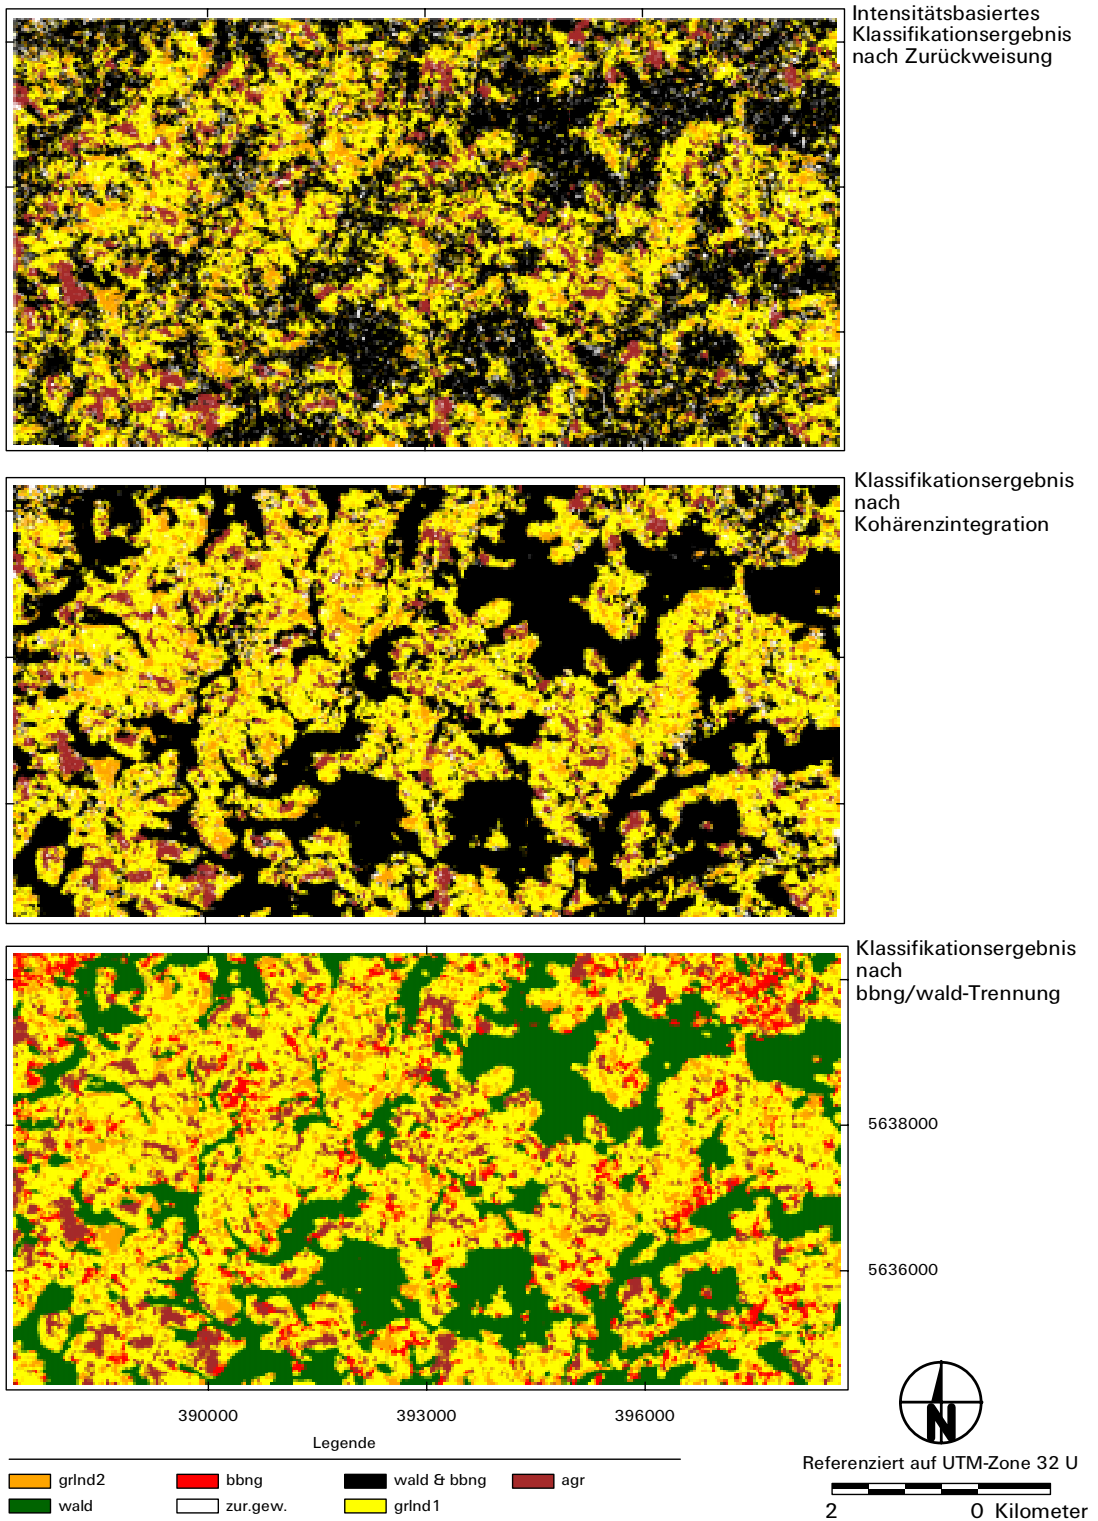 Intensitätsbasiertes
Klassifikationsergebnis
nach Zurückweisung
Klassifikationsergebnis
nach
Kohärenzintegration
Klassifikationsergebnis
nach
bbng/wald-Trennung
5638000
5636000
390000 393000 396000
Legende
grlnd2 bbng wald & bbng agr
wald zur.gew. grlnd1
N
Referenziert auf UTM-Zone 32 U
2 0 Kilometer